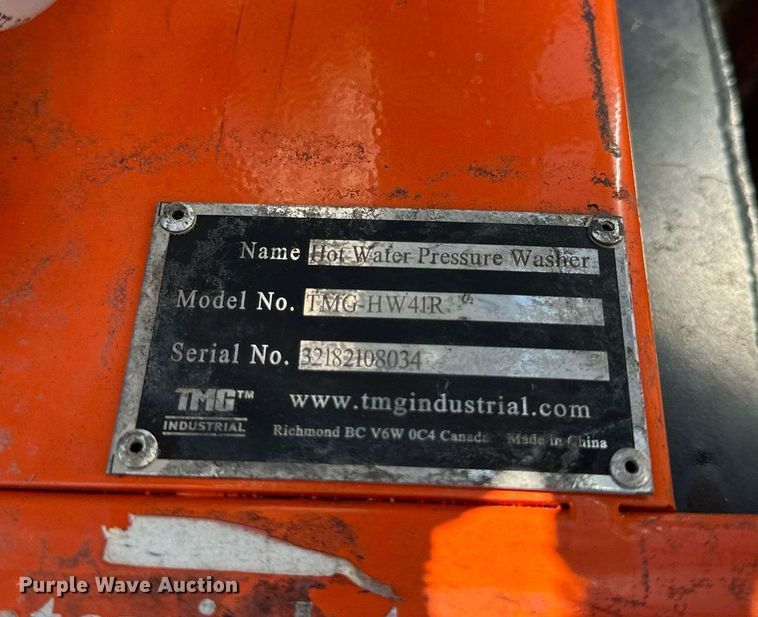 Name Hot Water Pressure Washer
Model No. TMG-HW41R
Serial No. 32182108034
TMG™
INDUSTRIAL
www.tmgindustrial.com
Richmond BC V6W 0C4 Canada Made in China
Purple Wave Auction